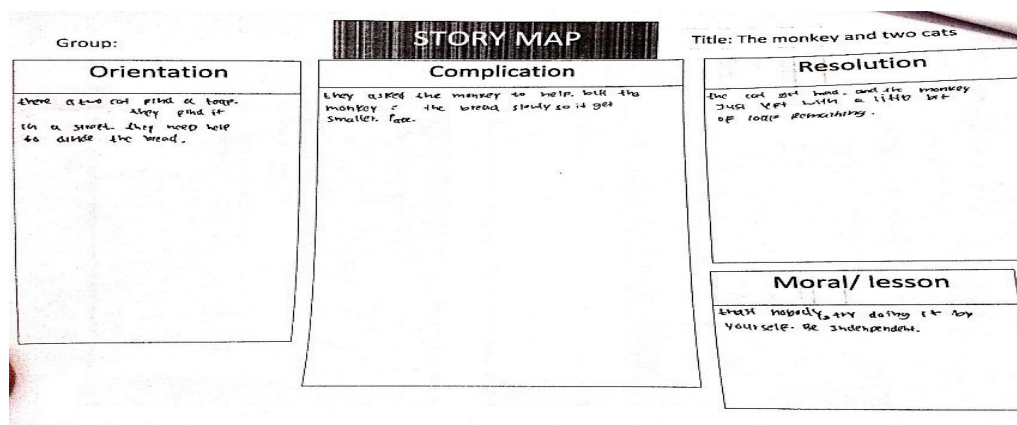 Group:
STORY MAP
Title: The monkey and two cats
Orientation
there a two cat find a loaf.
they find it
in a street. they need help
to divide the bread.
Complication
they asked the monkey to help. but the
monkey the bread slowly so it get
smaller.
Resolution
the cat get and the monkey
Just left with a little bit
of loaf remaining.
Moral/ lesson
trust nobody, try doing it by
yourself. Be Indenpendent.